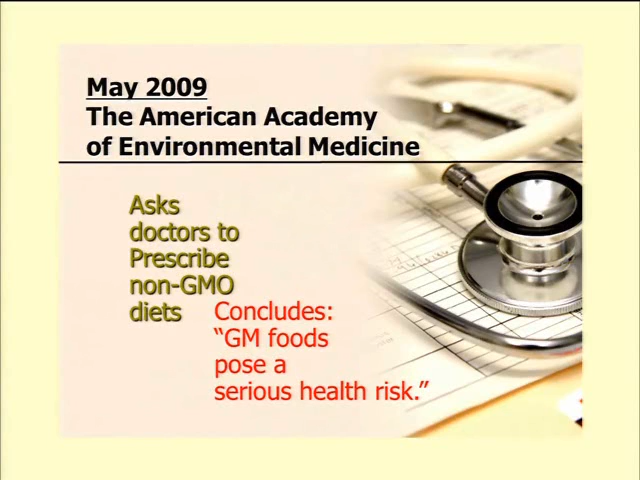 May 2009
The American Academy
of Environmental Medicine
Asks
doctors to
Prescribe
non-GMO
diets
Concludes:
“GM foods
pose a
serious health risk.”